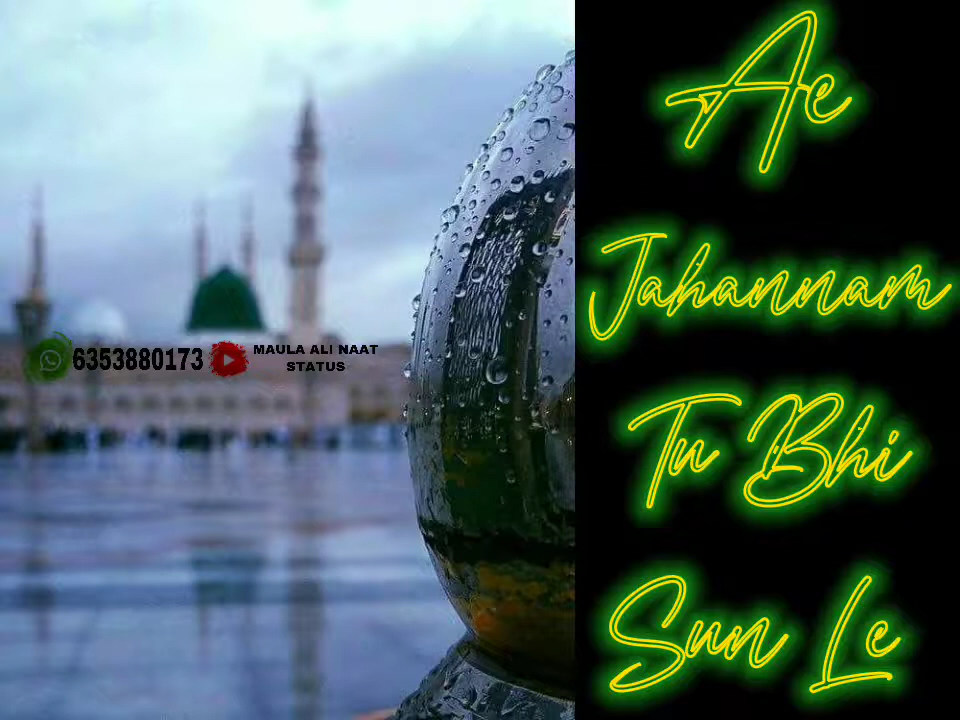 Ae
Jahannam
Tu Bhi
Sun Le
6353880173
MAULA ALI NAAT
STATUS